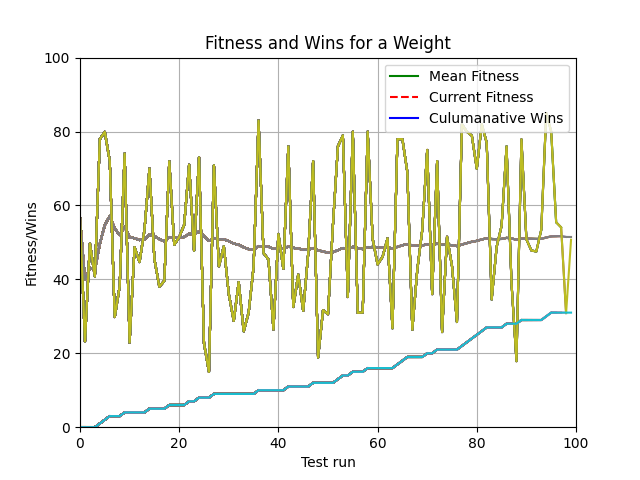 Fitness and Wins for a Weight
100
80
60
40
20
0
Fitness/Wins
Mean Fitness
Current Fitness
Culumanative Wins
0 20 40 60 80 100
Test run